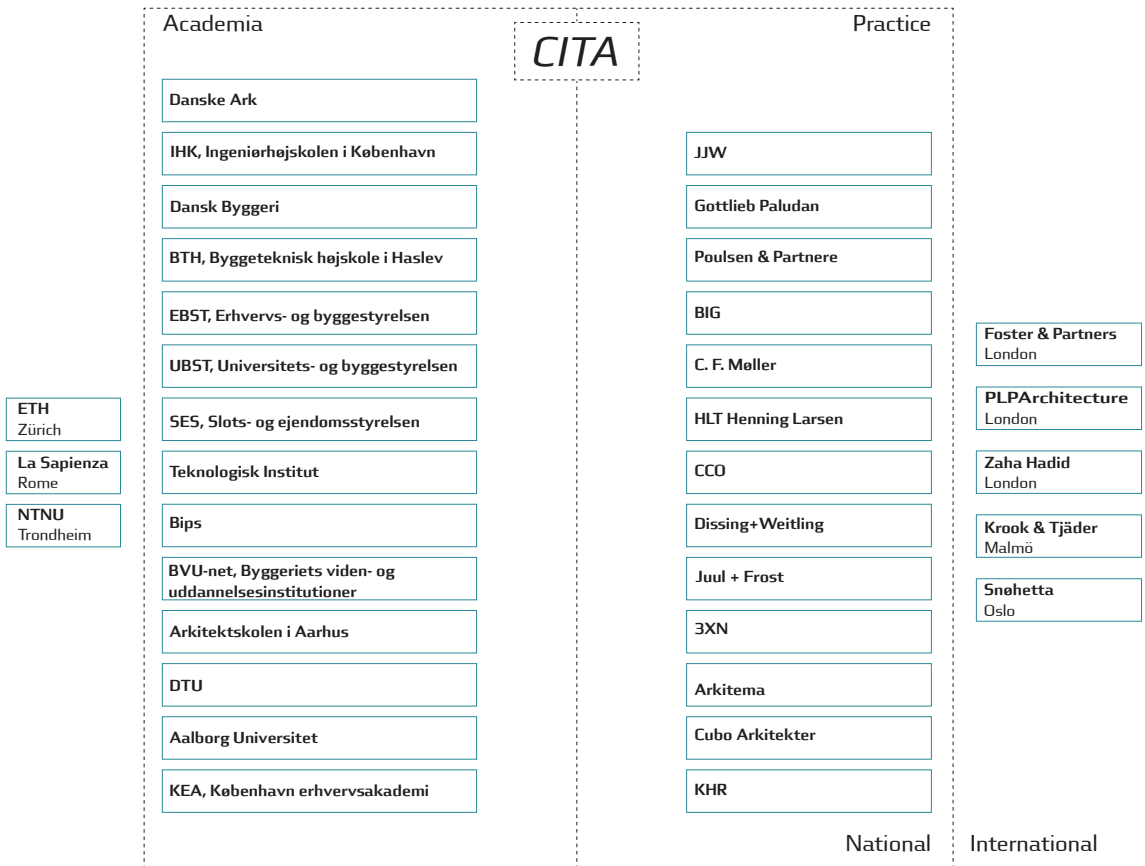 Academia
Practice
CITA
Danske Ark
IHK, Ingeniørhøjskolen i København
Dansk Byggeri
BTH, Byggeteknisk højskole i Haslev
EBST, Erhvervs- og byggestyrelsen
UBST, Universitets- og byggestyrelsen
SES, Slots- og ejendomsstyrelsen
Teknologisk Institut
Bips
BVU-net, Byggeriets viden- og
uddannelsesinstitutioner
Arkitektskolen i Aarhus
DTU
Aalborg Universitet
KEA, København erhvervsakademi
JJW
Gottlieb Paludan
Poulsen & Partnere
BIG
C. F. Møller
HLT Henning Larsen
CCO
Dissing+Weitling
Juul + Frost
3XN
Arkitema
Cubo Arkitekter
KHR
ETH
Zürich
La Sapienza
Rome
NTNU
Trondheim
Foster & Partners
London
PLPArchitecture
London
Zaha Hadid
London
Krook & Tjäder
Malmö
Snøhetta
Oslo
National
International